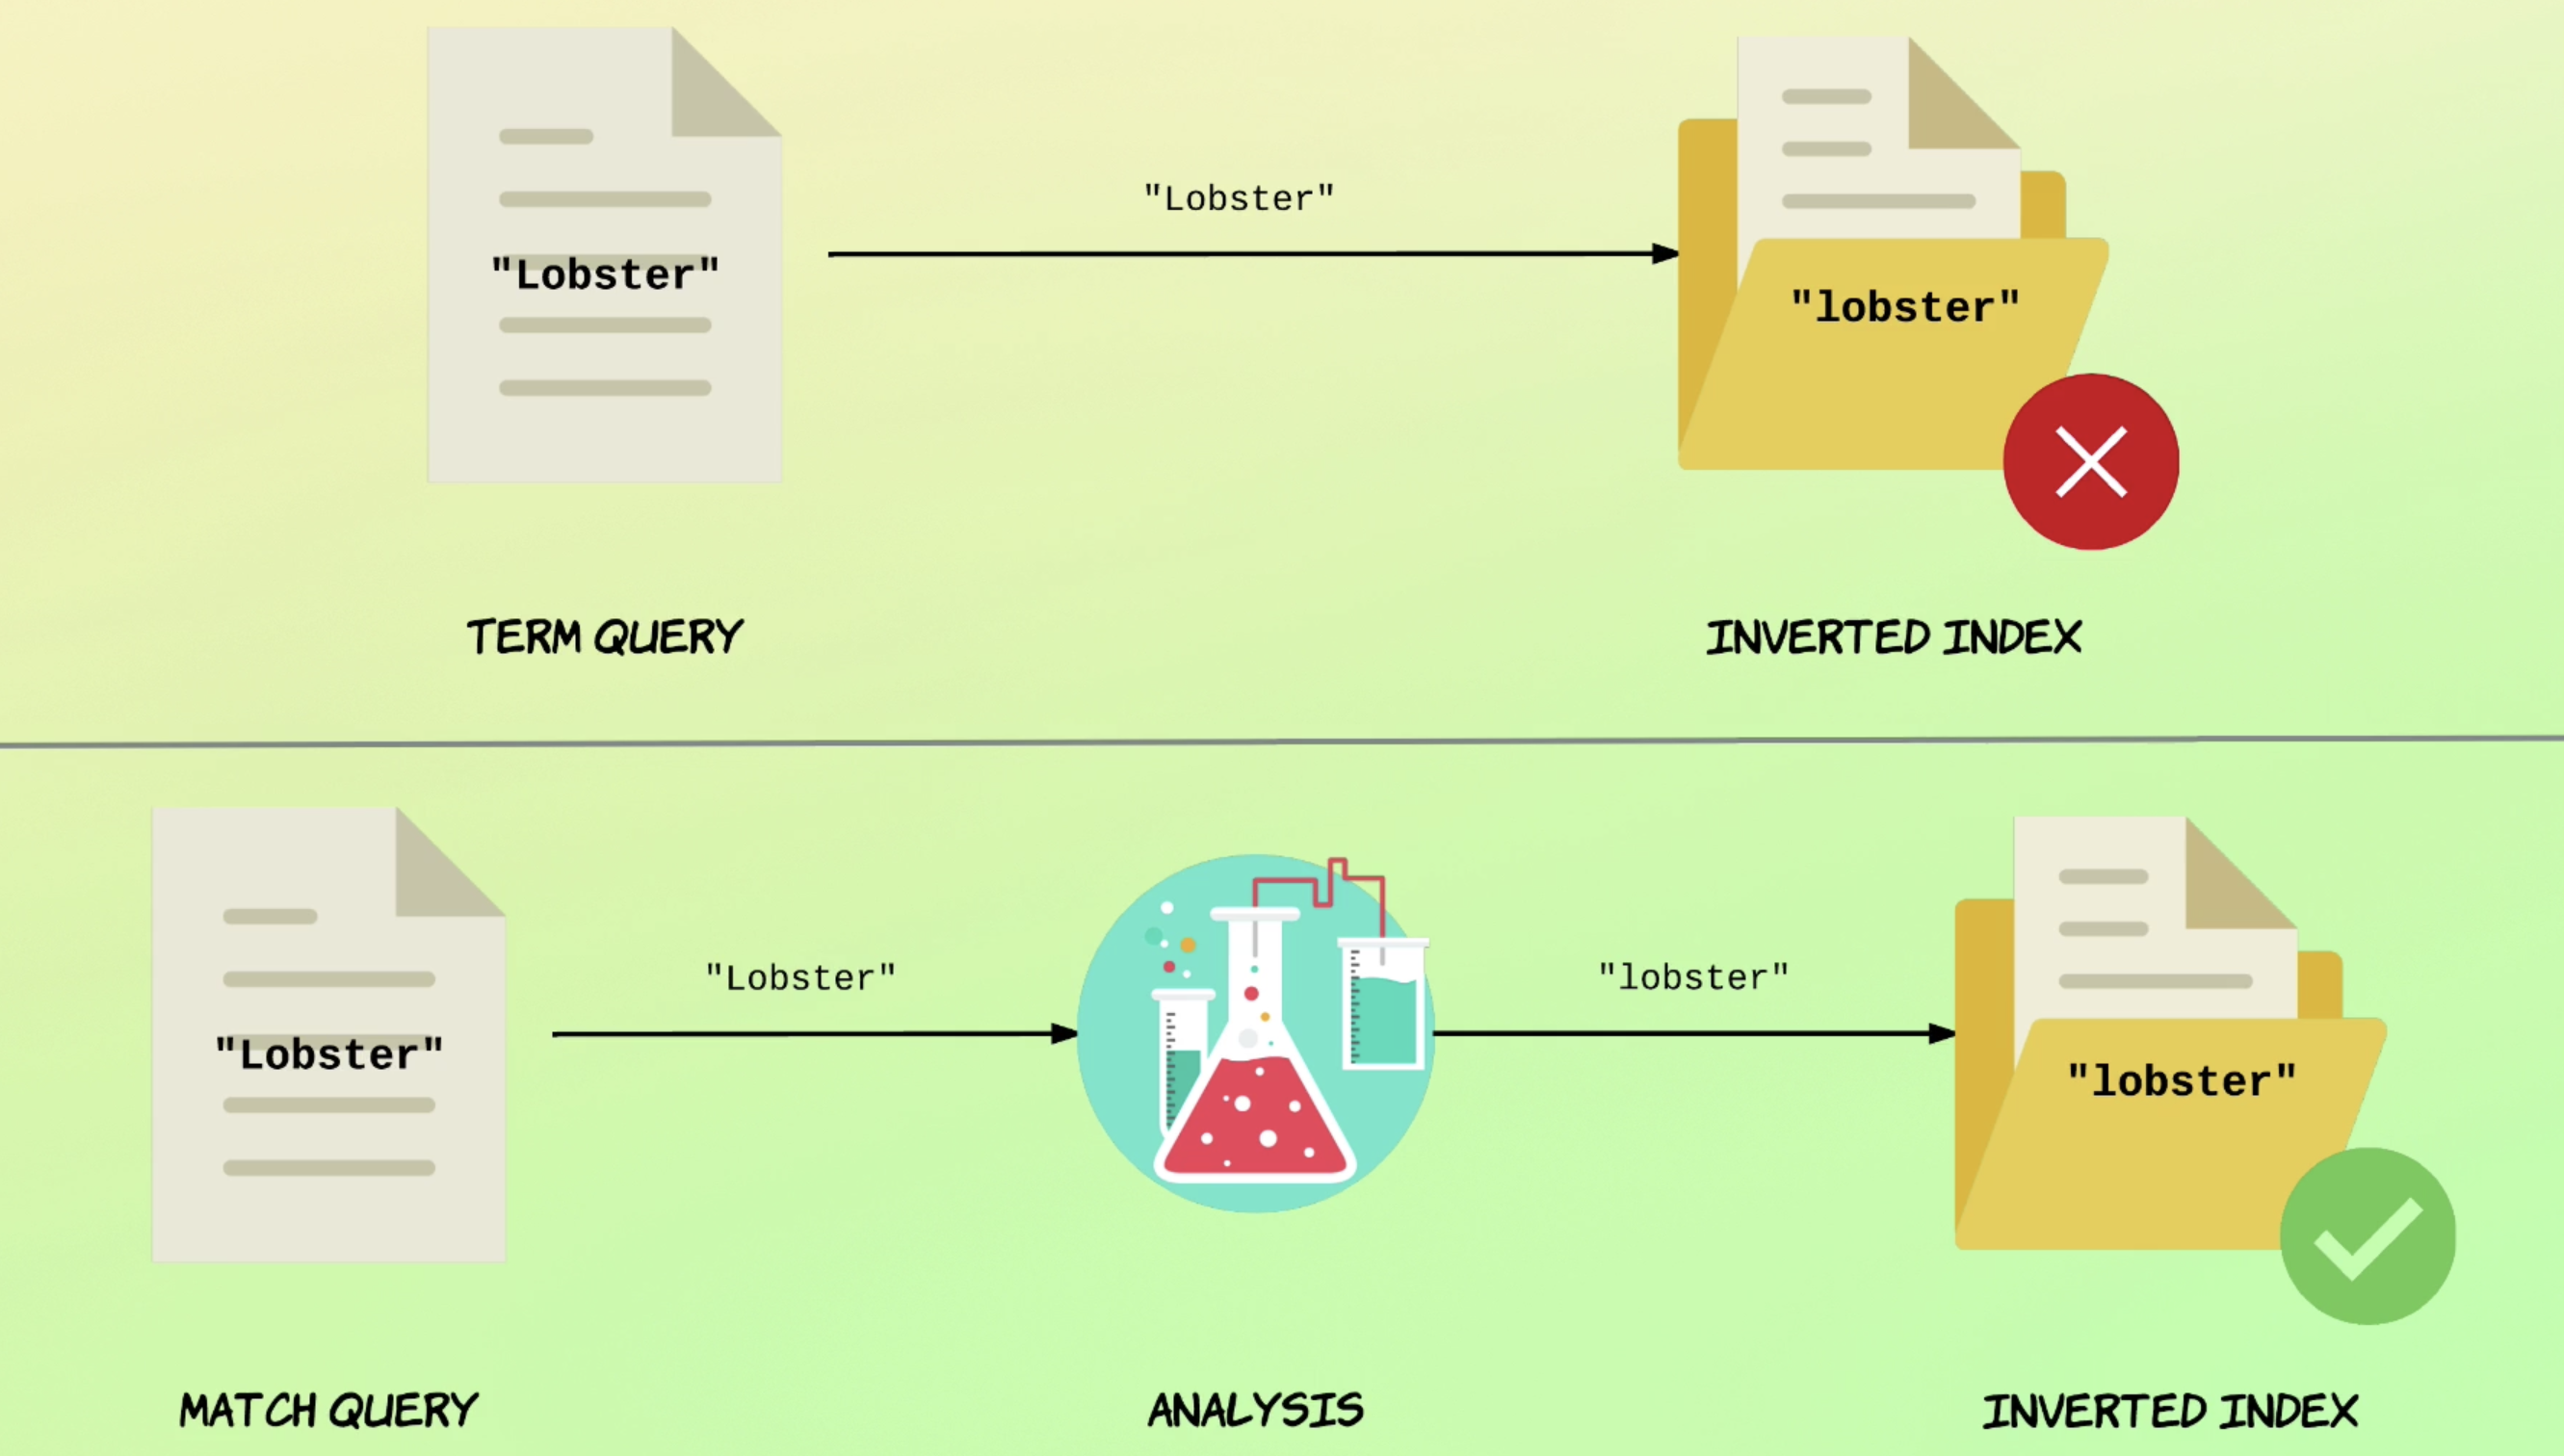 "Lobster"
"Lobster"
"lobster"
TERM QUERY
INVERTED INDEX
"Lobster"
"Lobster"
"lobster"
"lobster"
MATCH QUERY
ANALYSIS
INVERTED INDEX